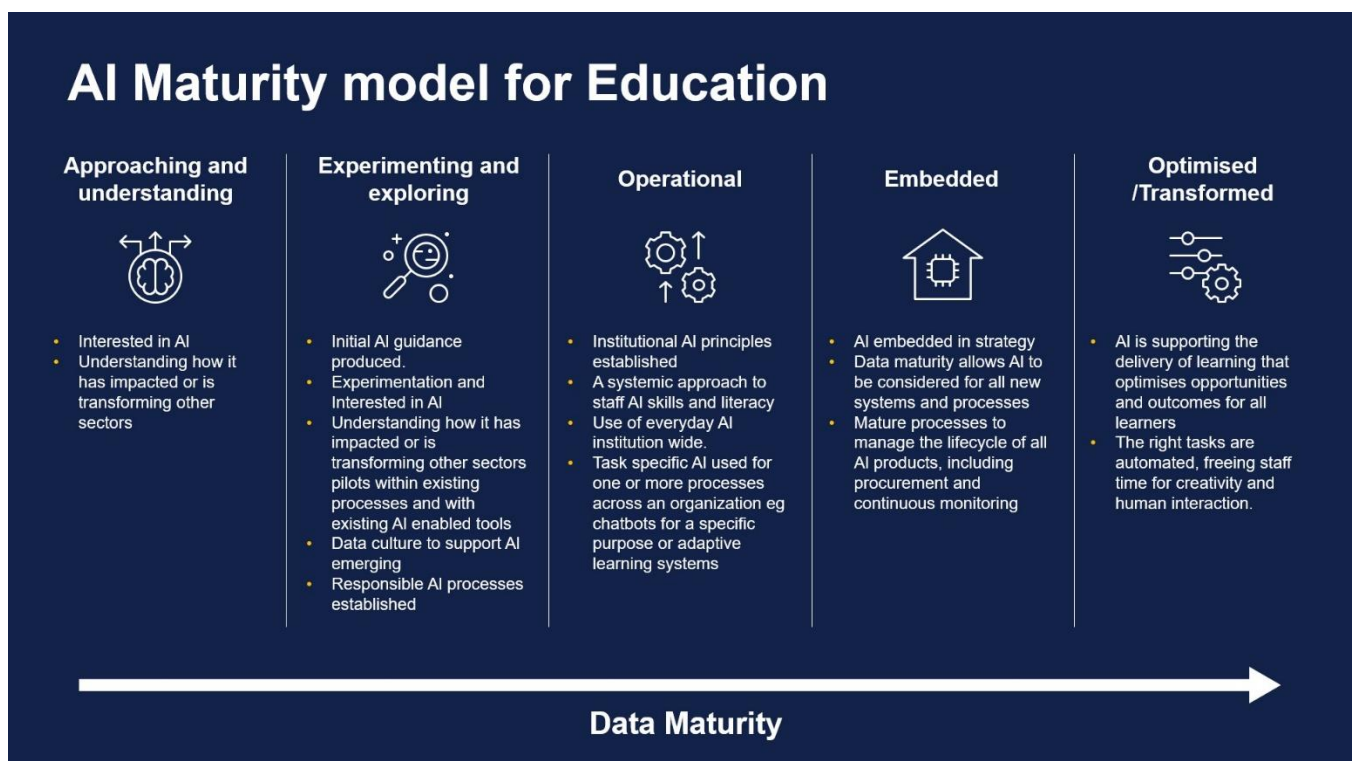 AI Maturity model for Education
Approaching and
understanding
• Interested in AI
• Understanding how it
has impacted or is
transforming other
sectors
Experimenting and
exploring
• Initial AI guidance
produced.
• Experimentation and
Interested in AI
• Understanding how it has
impacted or is
transforming other sectors
pilots within existing
processes and with
existing AI enabled tools
• Data culture to support AI
emerging
• Responsible AI processes
established
Operational
• Institutional AI principles
established
• A systemic approach to
staff AI skills and literacy
• Use of everyday AI
institution wide.
• Task specific AI used for
one or more processes
across an organization eg
chatbots for a specific
purpose or adaptive
learning systems
Embedded
• AI embedded in strategy
• Data maturity allows AI to
be considered for all new
systems and processes
• Mature processes to
manage the lifecycle of all
AI products, including
procurement and
continuous monitoring
Optimised
/Transformed
• AI is supporting the
delivery of learning that
optimises opportunities
and outcomes for all
learners
• The right tasks are
automated, freeing staff
time for creativity and
human interaction.
Data Maturity